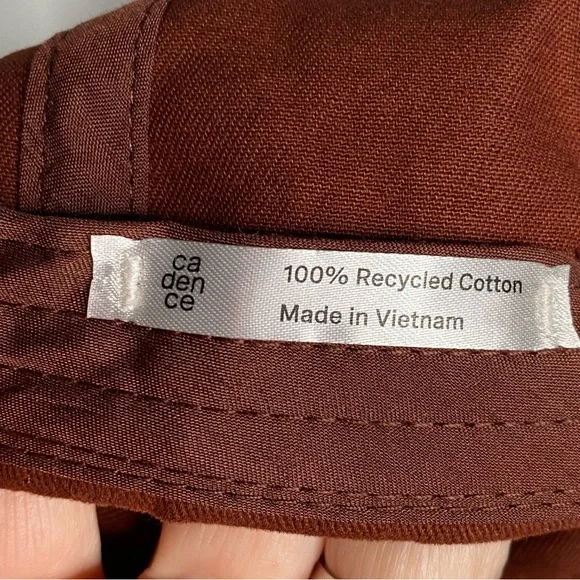 ca
den
ce
100% Recycled Cotton
Made in Vietnam